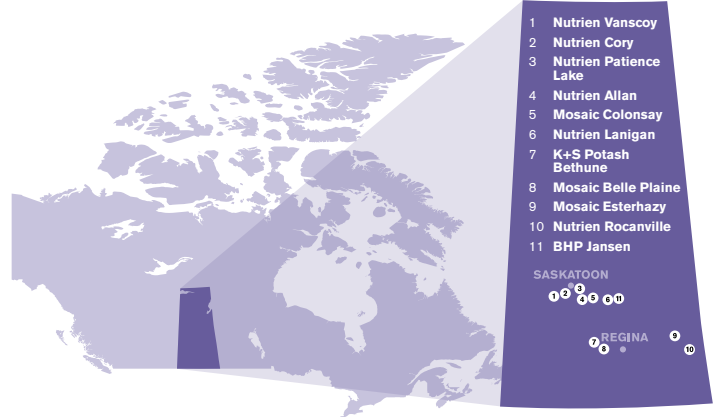 1 Nutrien Vanscoy
2 Nutrien Cory
3 Nutrien Patience
Lake
4 Nutrien Allan
5 Mosaic Colonsay
6 Nutrien Lanigan
7 K+S Potash
Bethune
8 Mosaic Belle Plaine
9 Mosaic Esterhazy
10 Nutrien Rocanville
11 BHP Jansen
SASKATOON
1 2 3 4 5 6 11
REGINA
7 8 9 10